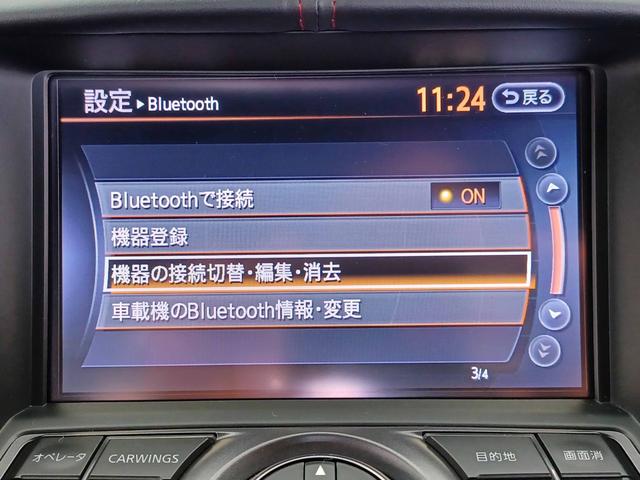 設定▶Bluetooth 11:24 戻る
Bluetoothで接続 ON
機器登録
機器の接続切替・編集・消去
車載機のBluetooth情報・変更
3/4
オペレータ CARWINGS 目的地 画面消